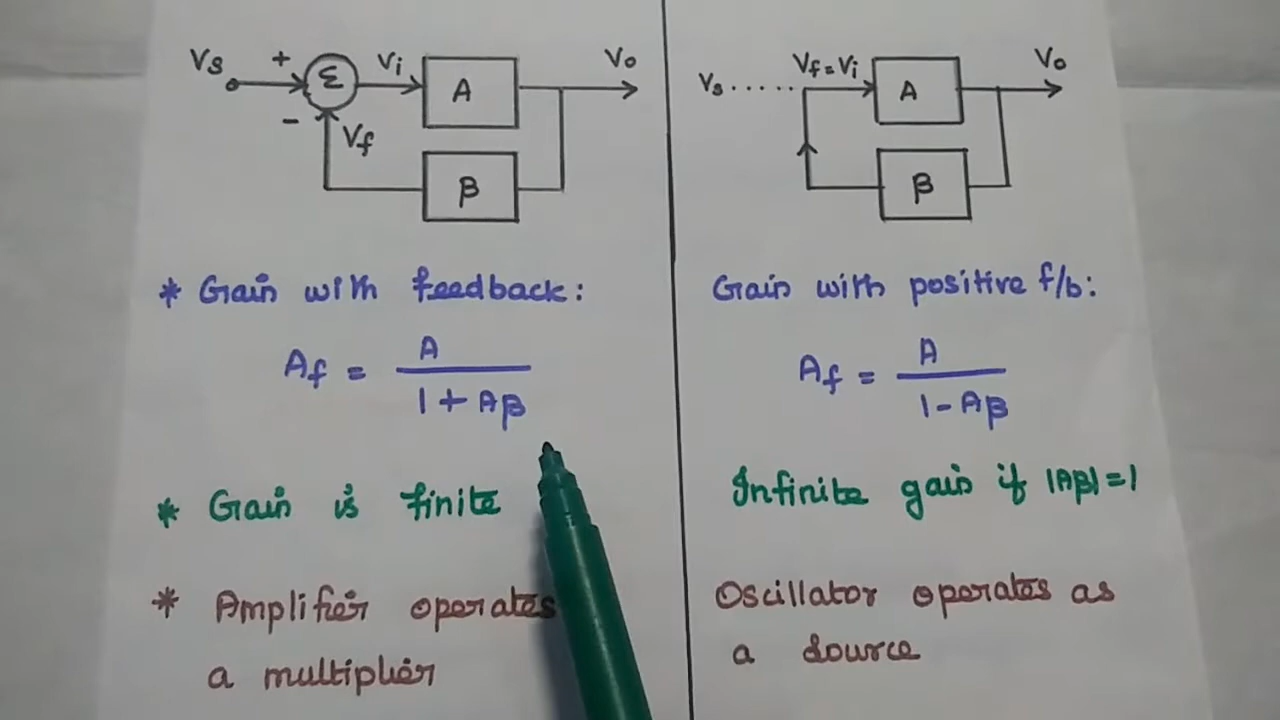 Vs + Σ Vi A Vo
- Vf
β
* Gain with feedback:
Af = A / 1 + Aβ
* Gain is finite
* Amplifier operates
a multiplier
Vs ..... Vf = Vi A Vo
β
Gain with positive f/b:
Af = A / 1 - Aβ
Infinite gain if |Aβ| = 1
Oscillator operates as
a source